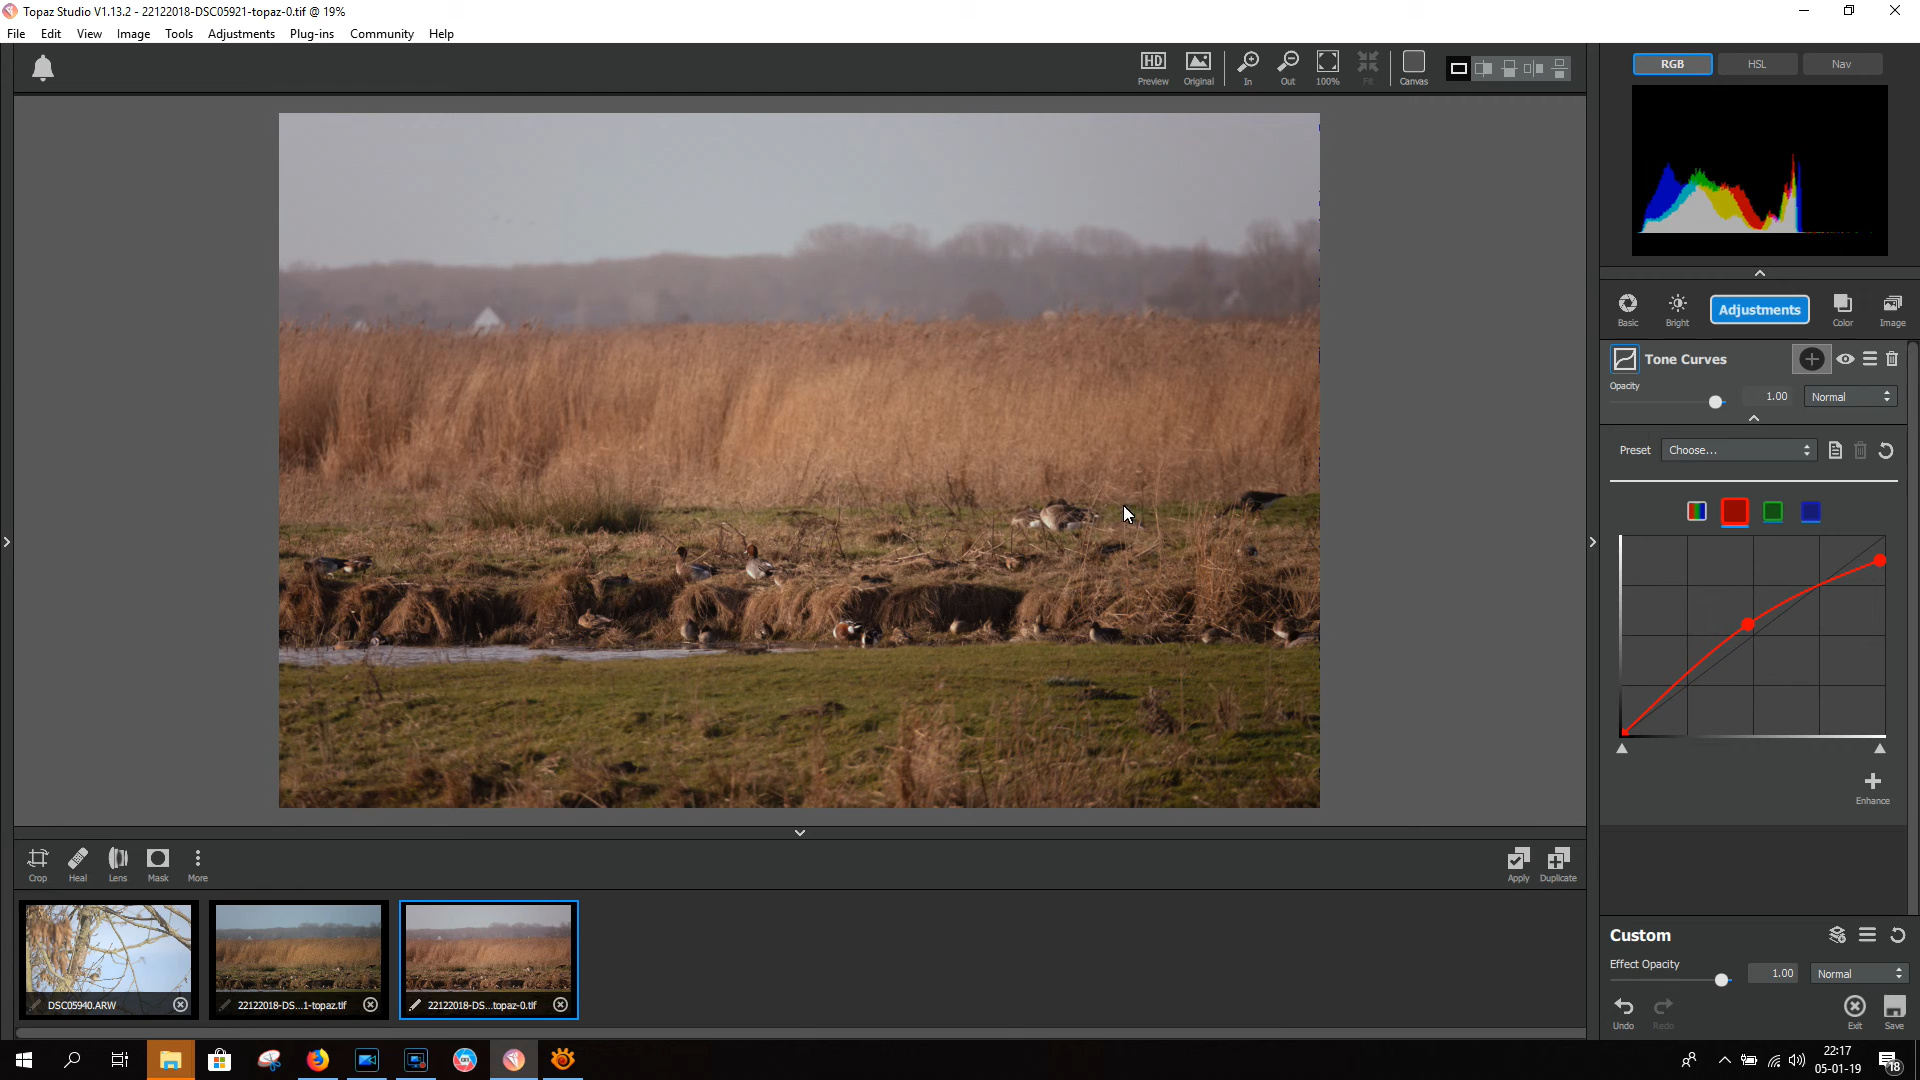 Topaz Studio V1.13.2 - 22122018-DSC05921-topaz-0.tif @ 19%
File Edit View Image Tools Adjustments Plug-ins Community Help
HD
Preview Original In Out 100% Fit Canvas
RGB HSL Nav
Basic Bright Adjustments Color Image
Tone Curves
Opacity
1.00 Normal
Preset Choose...
Enhance
Crop Heal Lens Mask More Apply Duplicate
DSC05940.ARW
22122018-DS...1-topaz.tif
22122018-DS...topaz-0.tif
Custom
Effect Opacity
1.00 Normal
Undo Redo Exit Save
22:17
05-01-19
18